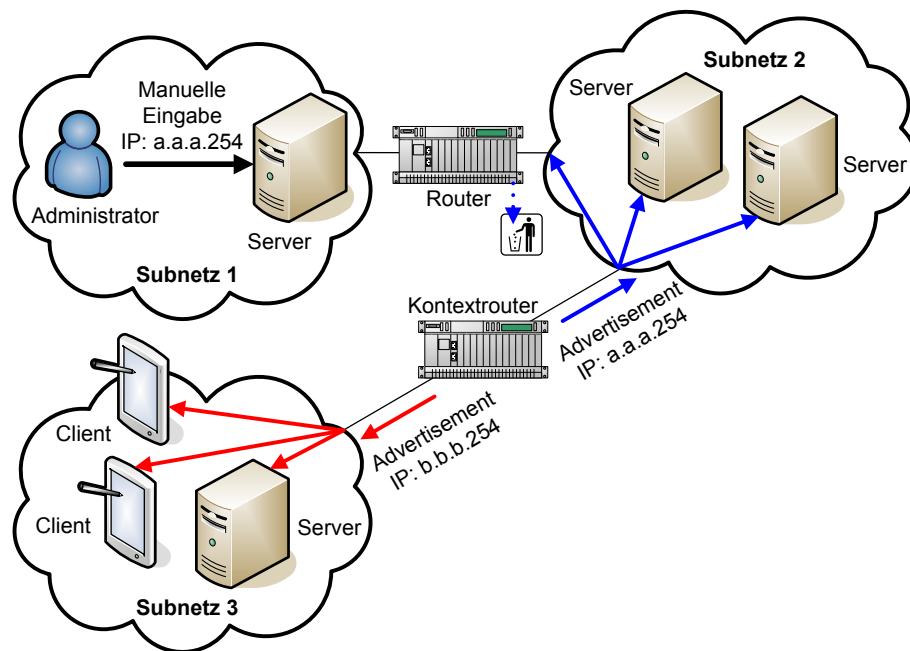 Manuelle
Eingabe
IP: a.a.a.254
Administrator
Server
Subnetz 1
Router
Subnetz 2
Server
Server
Kontextrouter
Advertisement
IP: a.a.a.254
Advertisement
IP: b.b.b.254
Client
Client
Server
Subnetz 3